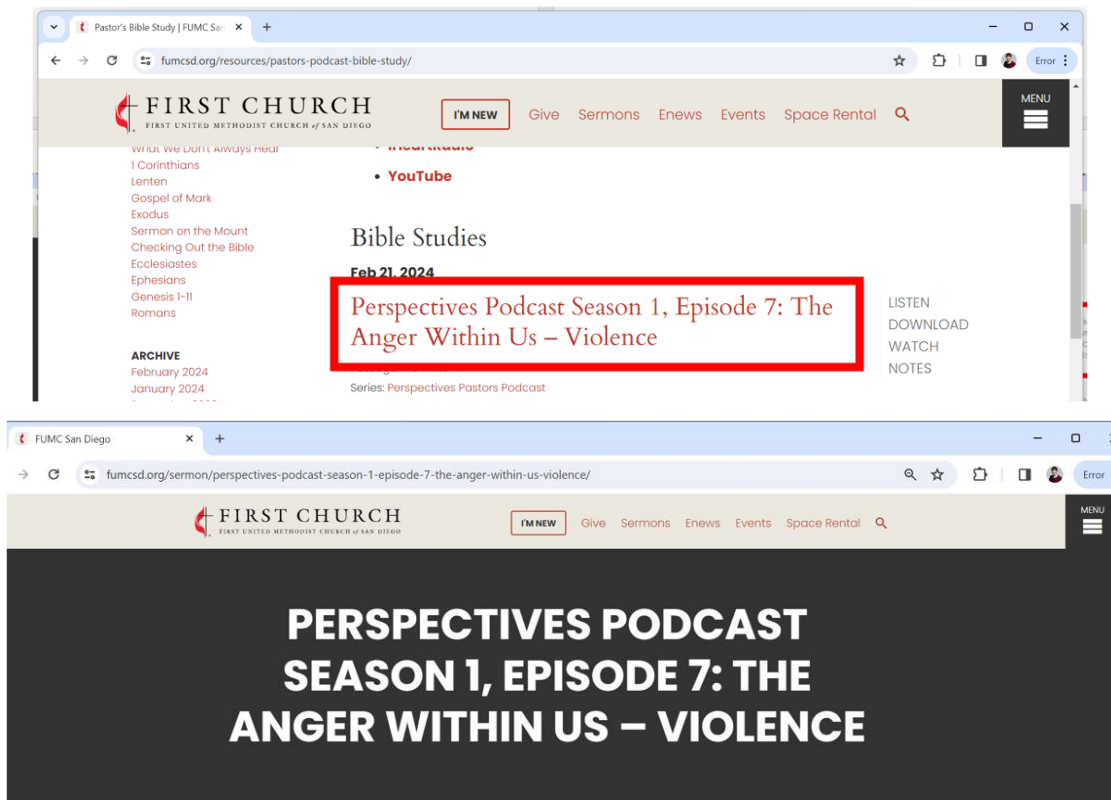 Pastor's Bible Study | FUMC San
fumcsd.org/resources/pastors-podcast-bible-study/
Error
FIRST CHURCH
FIRST UNITED METHODIST CHURCH of SAN DIEGO
I'M NEW Give Sermons Enews Events Space Rental
MENU
What We Don't Always Hear
1 Corinthians
Lenten
Gospel of Mark
Exodus
Sermon on the Mount
Checking Out the Bible
Ecclesiastes
Ephesians
Genesis 1-11
Romans
ARCHIVE
February 2024
January 2024
• iHeartRadio
• YouTube
Bible Studies
Feb 21, 2024
Perspectives Podcast Season 1, Episode 7: The
Anger Within Us – Violence
Series: Perspectives Pastors Podcast
LISTEN
DOWNLOAD
WATCH
NOTES
FUMC San Diego
fumcsd.org/sermon/perspectives-podcast-season-1-episode-7-the-anger-within-us-violence/
Error
FIRST CHURCH
FIRST UNITED METHODIST CHURCH of SAN DIEGO
I'M NEW Give Sermons Enews Events Space Rental
MENU
PERSPECTIVES PODCAST
SEASON 1, EPISODE 7: THE
ANGER WITHIN US – VIOLENCE